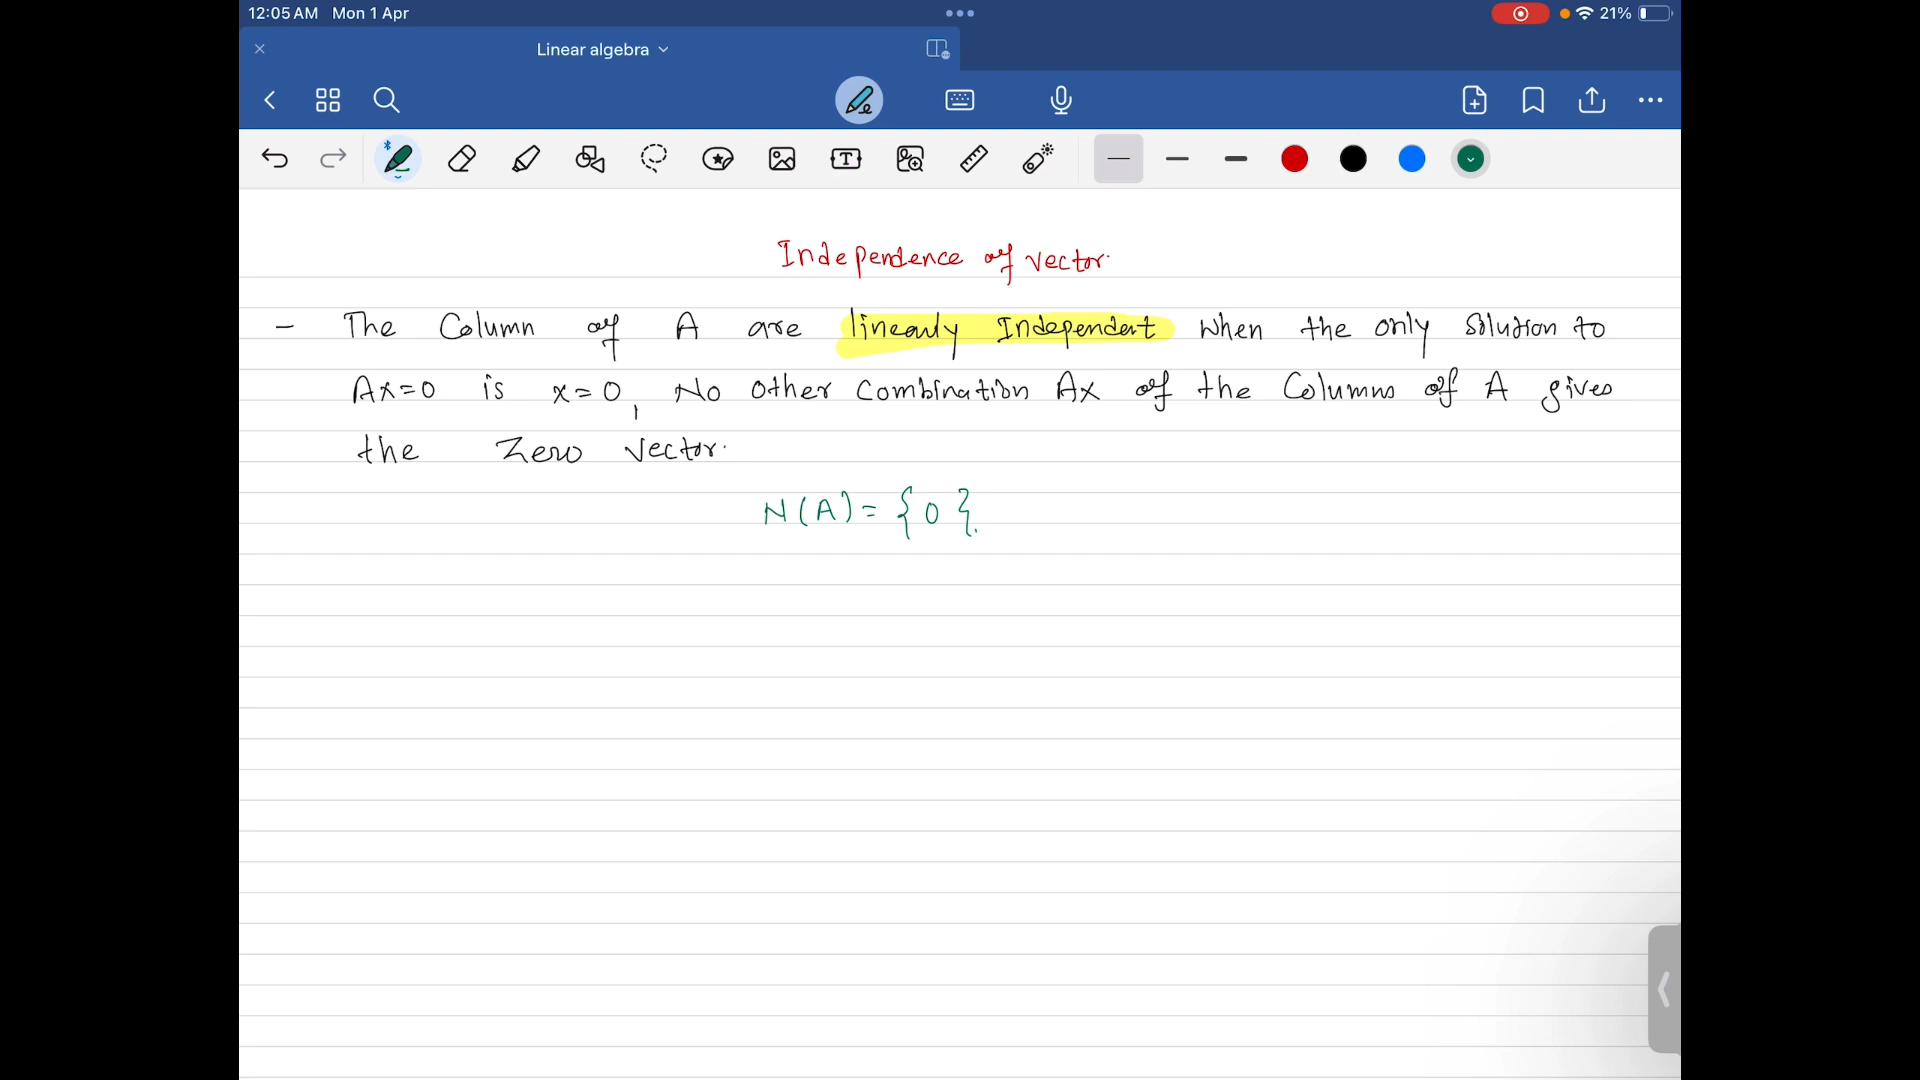 12:05 AM Mon 1 Apr
21%
Linear algebra
Independence of vector.
- The Column of A are linearly Independent when the only Solution to
Ax=0 is x=0, No other combination Ax of the Columns of A gives
the Zero vector.
N(A) = {0}.